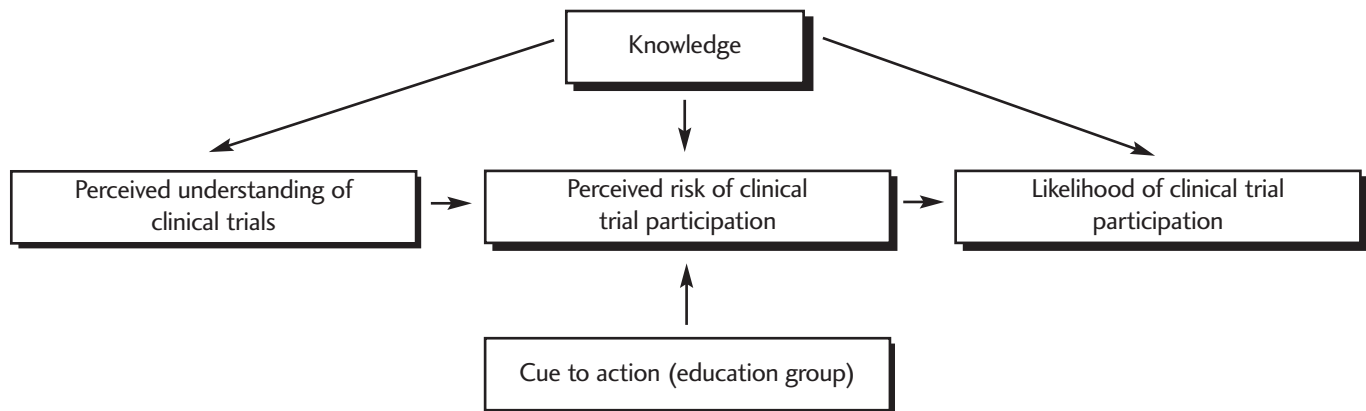 Knowledge
Perceived understanding of
clinical trials
Perceived risk of clinical
trial participation
Likelihood of clinical trial
participation
Cue to action (education group)